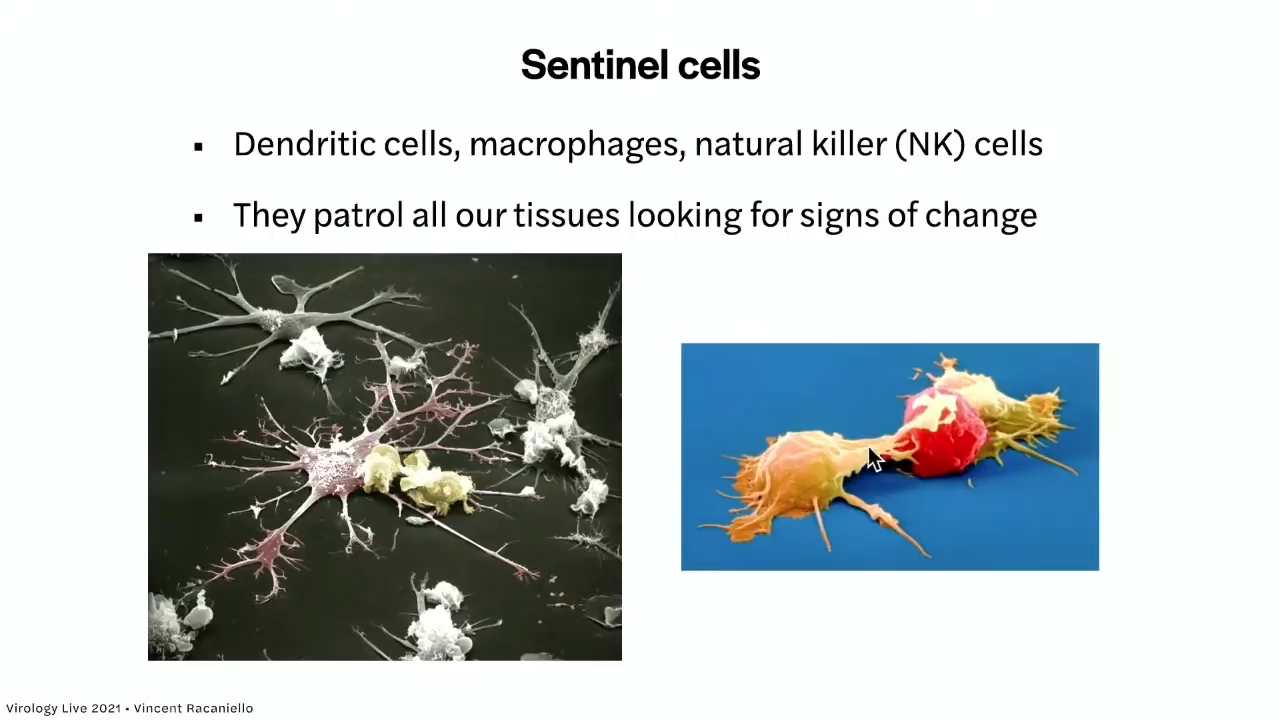 Sentinel cells
▪ Dendritic cells, macrophages, natural killer (NK) cells
▪ They patrol all our tissues looking for signs of change
Virology Live 2021 • Vincent Racaniello